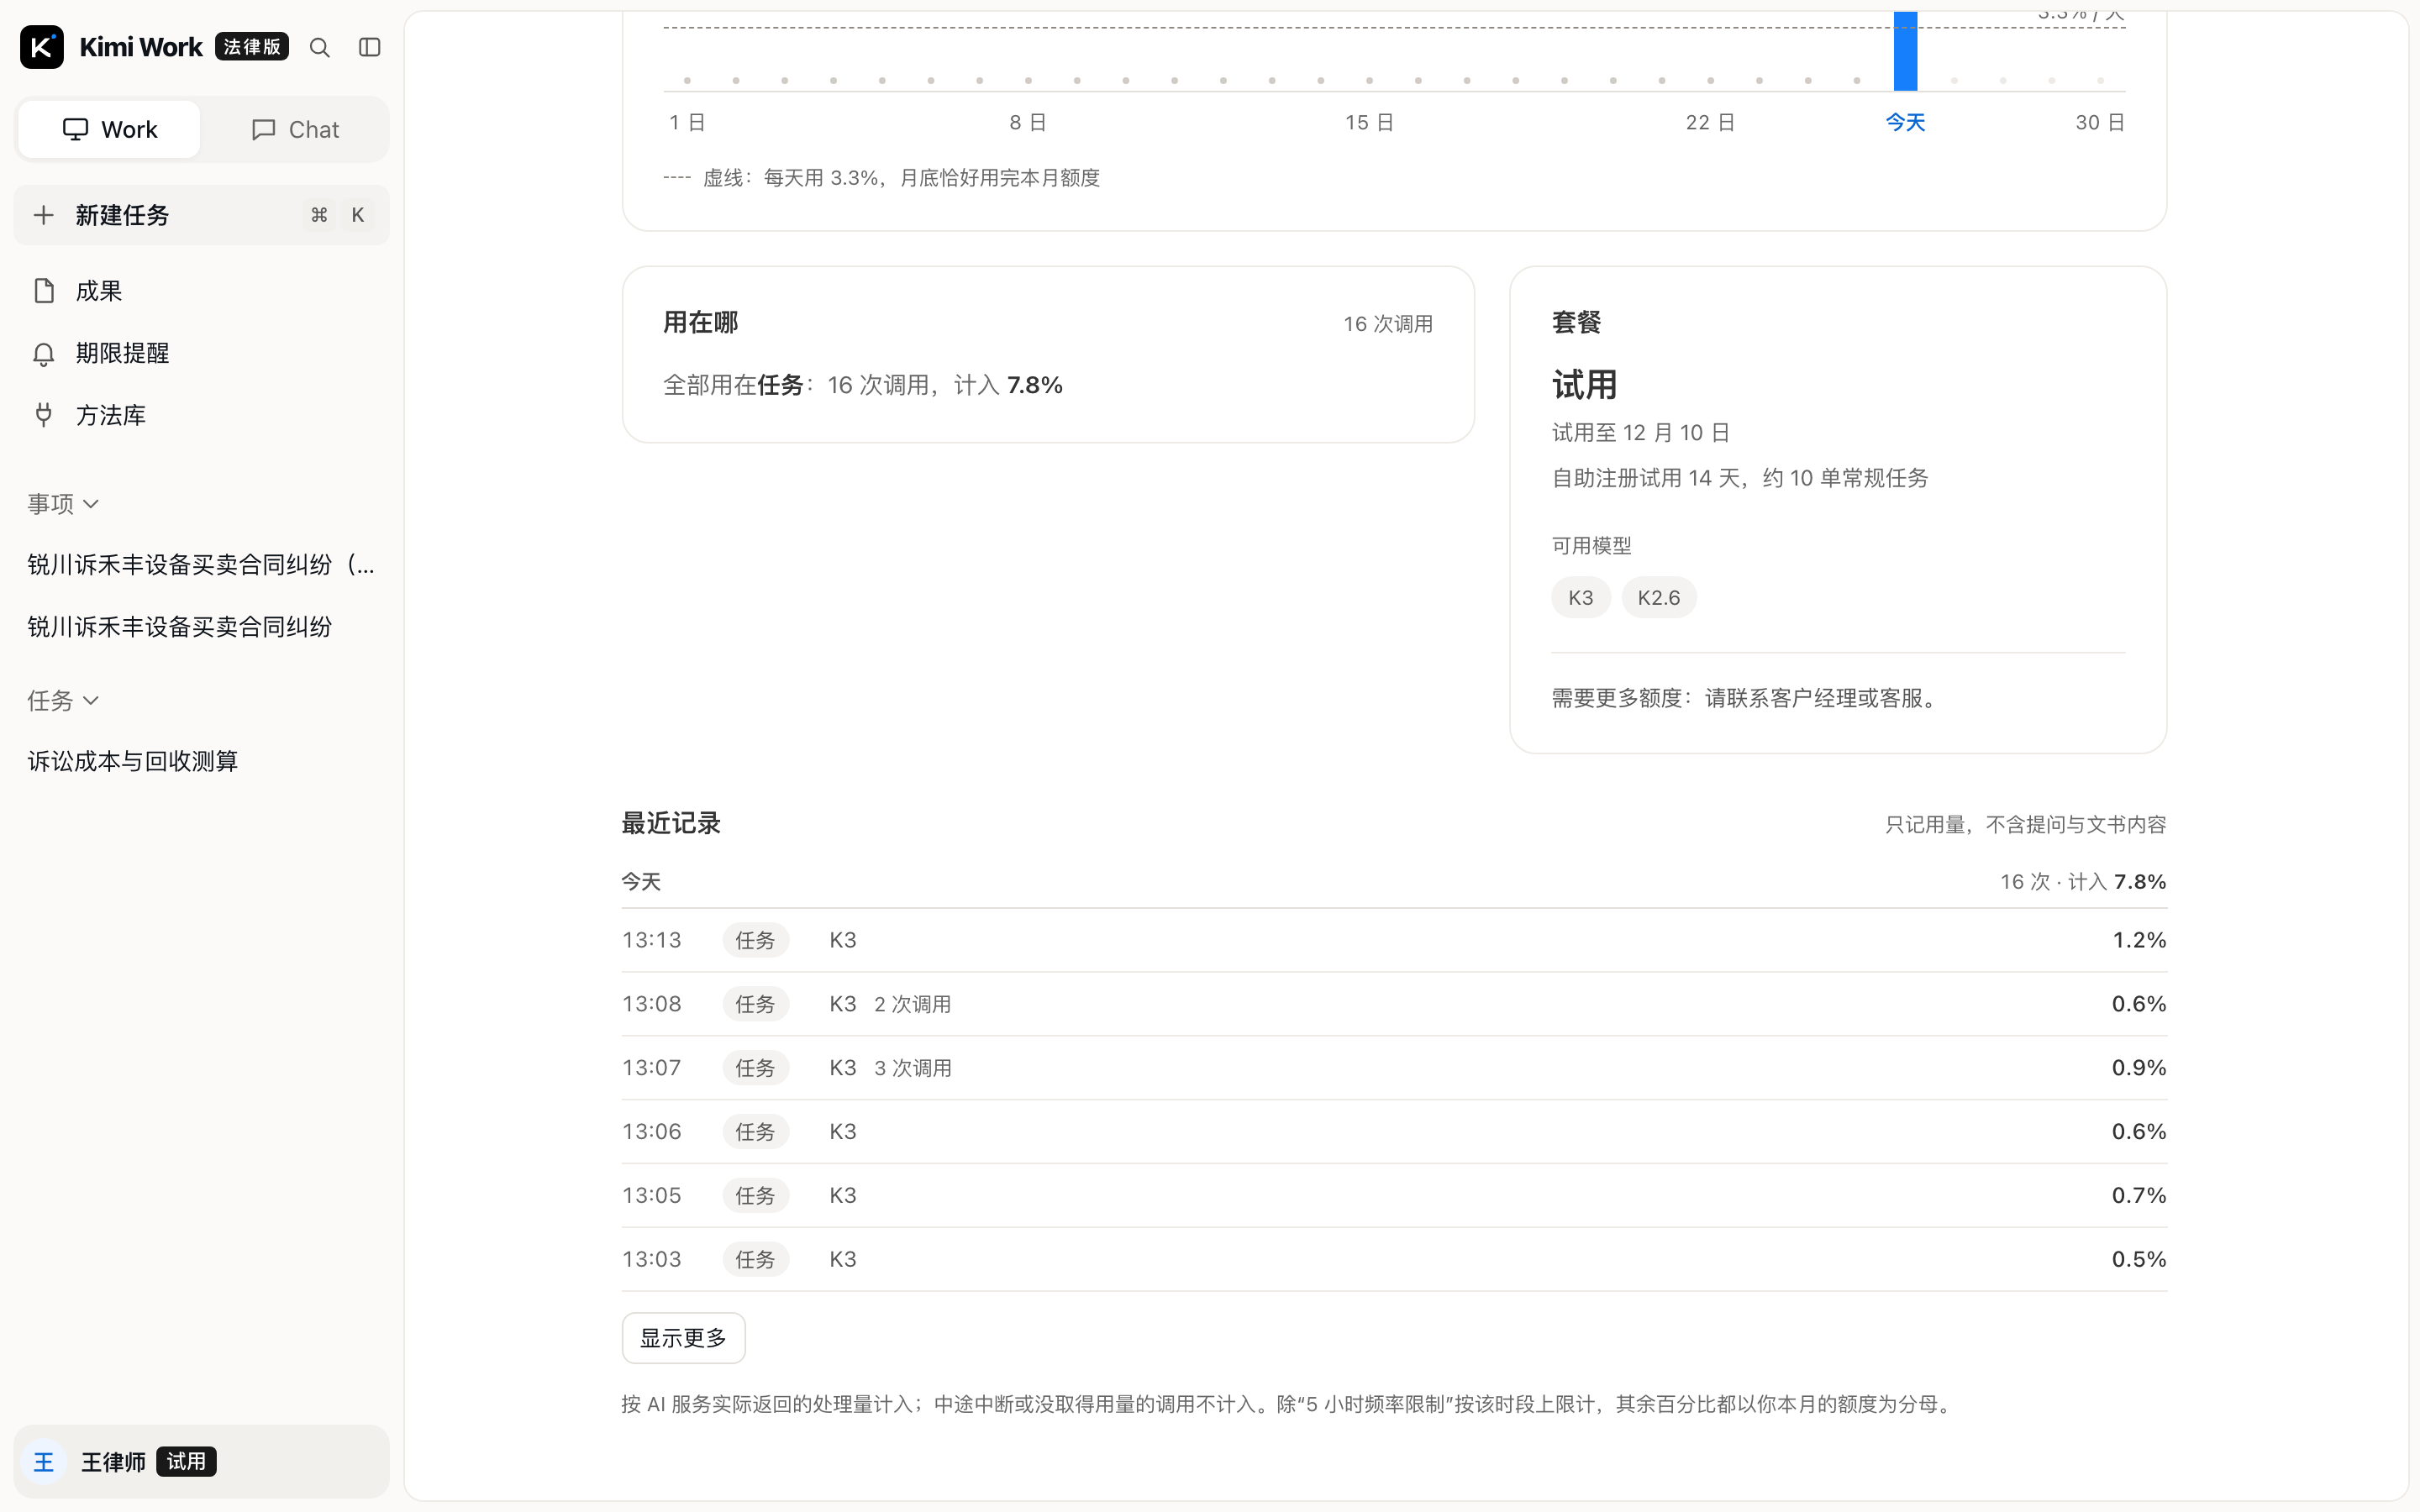 Kimi Work 法律版
Work
Chat
新建任务 ⌘ K
成果
期限提醒
方法库
事项
锐川诉禾丰设备买卖合同纠纷（...
锐川诉禾丰设备买卖合同纠纷
任务
诉讼成本与回收测算
王 王律师 试用
3.3% / 天
1 日 8 日 15 日 22 日 今天 30 日
---- 虚线：每天用 3.3%，月底恰好用完本月额度
用在哪 16 次调用
全部用在任务：16 次调用，计入 7.8%
套餐
试用
试用至 12 月 10 日
自助注册试用 14 天，约 10 单常规任务
可用模型
K3 K2.6
需要更多额度：请联系客户经理或客服。
最近记录 只记用量，不含提问与文书内容
今天 16 次 · 计入 7.8%
13:13 任务 K3 1.2%
13:08 任务 K3 2 次调用 0.6%
13:07 任务 K3 3 次调用 0.9%
13:06 任务 K3 0.6%
13:05 任务 K3 0.7%
13:03 任务 K3 0.5%
显示更多
按 AI 服务实际返回的处理量计入；中途中断或没取得用量的调用不计入。除“5 小时频率限制”按该时段上限计，其余百分比都以你本月的额度为分母。